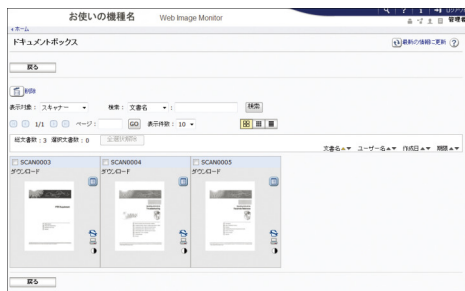 お使いの機種名 Web Image Monitor
ホーム
管理者
ドキュメントボックス
最新の情報に更新
戻る
削除
表示対象： スキャナー 検索： 文書名 ： 検索
1/1 ページ： GO 表示件数： 10
総文書数：3 選択文書数：0 全選択解除
文書名▲▼ ユーザー名▲▼ 作成日▲▼ 期限▲▼
SCAN0003 SCAN0004 SCAN0005
ダウンロード ダウンロード ダウンロード
戻る